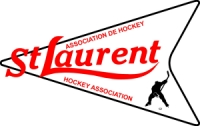 ASSOCIATION DE HOCKEY
St Laurent
HOCKEY ASSOCIATION